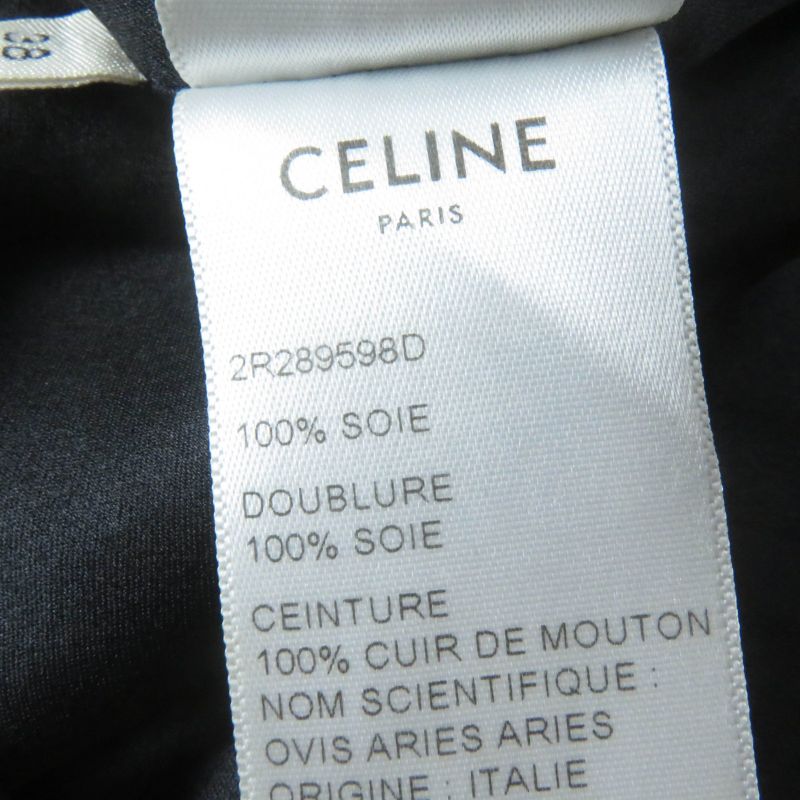 38
CELINE
PARIS
2R289598D
100% SOIE
DOUBLURE
100% SOIE
CEINTURE
100% CUIR DE MOUTON
NOM SCIENTIFIQUE :
OVIS ARIES ARIES
ORIGINE : ITALIE